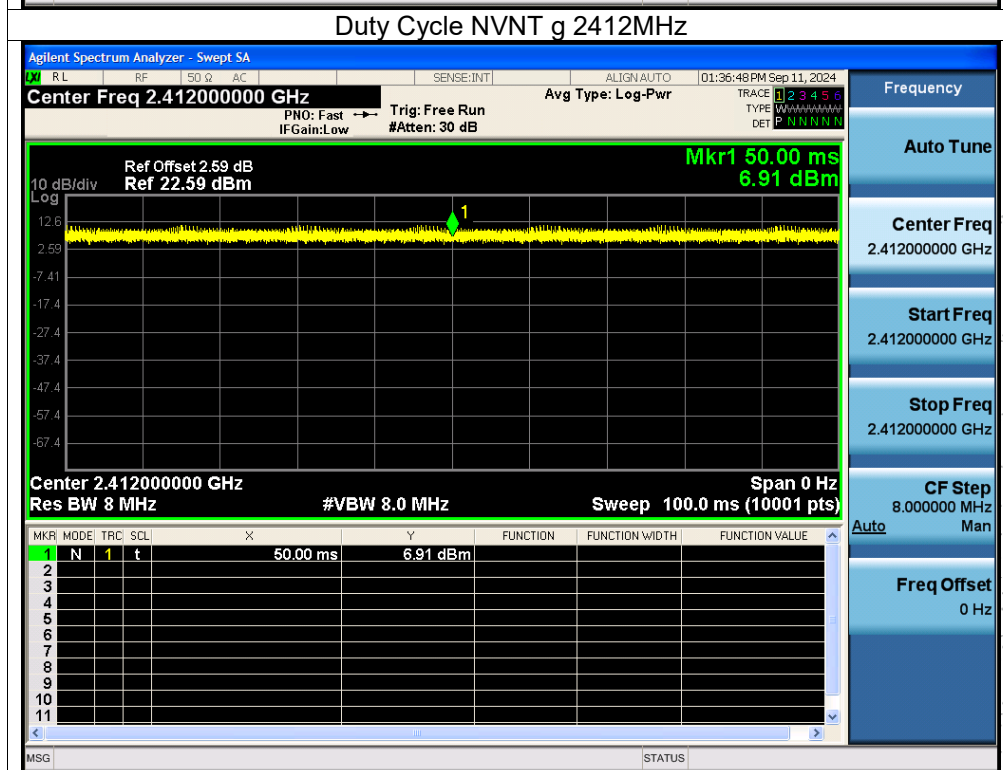 Duty Cycle NVNT g 2412MHz
Agilent Spectrum Analyzer - Swept SA
LXI RL RF 50 Ω AC SENSE:INT ALIGN AUTO 01:36:48 PM Sep 11, 2024
Center Freq 2.412000000 GHz
PNO: Fast
IFGain:Low
Trig: Free Run
#Atten: 30 dB
Avg Type: Log-Pwr
TRACE 1 2 3 4 5 6
TYPE
DET P N N N N N
Ref Offset 2.59 dB
Ref 22.59 dBm
10 dB/div
Log
Mkr1 50.00 ms
6.91 dBm
1
12.6
2.59
-7.41
-17.4
-27.4
-37.4
-47.4
-57.4
-67.4
Center 2.412000000 GHz Span 0 Hz
Res BW 8 MHz #VBW 8.0 MHz Sweep 100.0 ms (10001 pts)
MKR MODE TRC SCL X Y FUNCTION FUNCTION WIDTH FUNCTION VALUE
1 N 1 t 50.00 ms 6.91 dBm
2
3
4
5
6
7
8
9
10
11
MSG STATUS
Frequency
Auto Tune
Center Freq
2.412000000 GHz
Start Freq
2.412000000 GHz
Stop Freq
2.412000000 GHz
CF Step
8.000000 MHz
Auto Man
Freq Offset
0 Hz